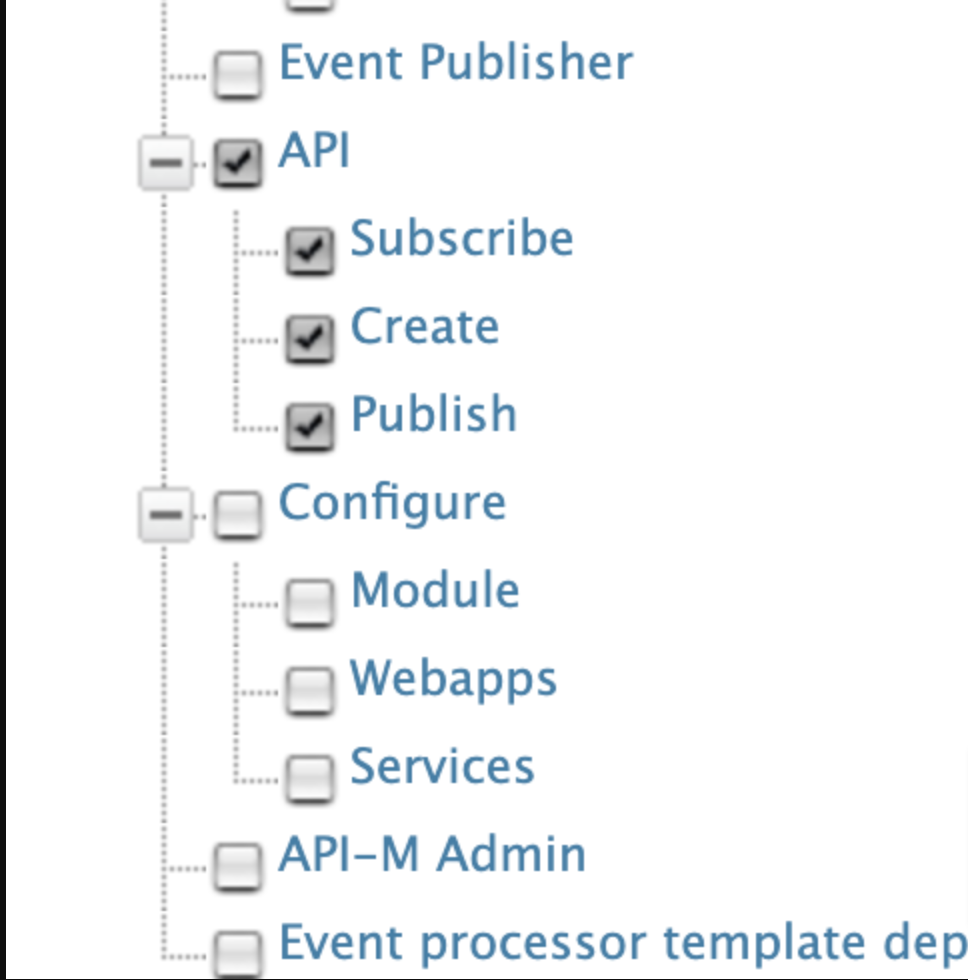 Event Publisher
API
Subscribe
Create
Publish
Configure
Module
Webapps
Services
API-M Admin
Event processor template dep